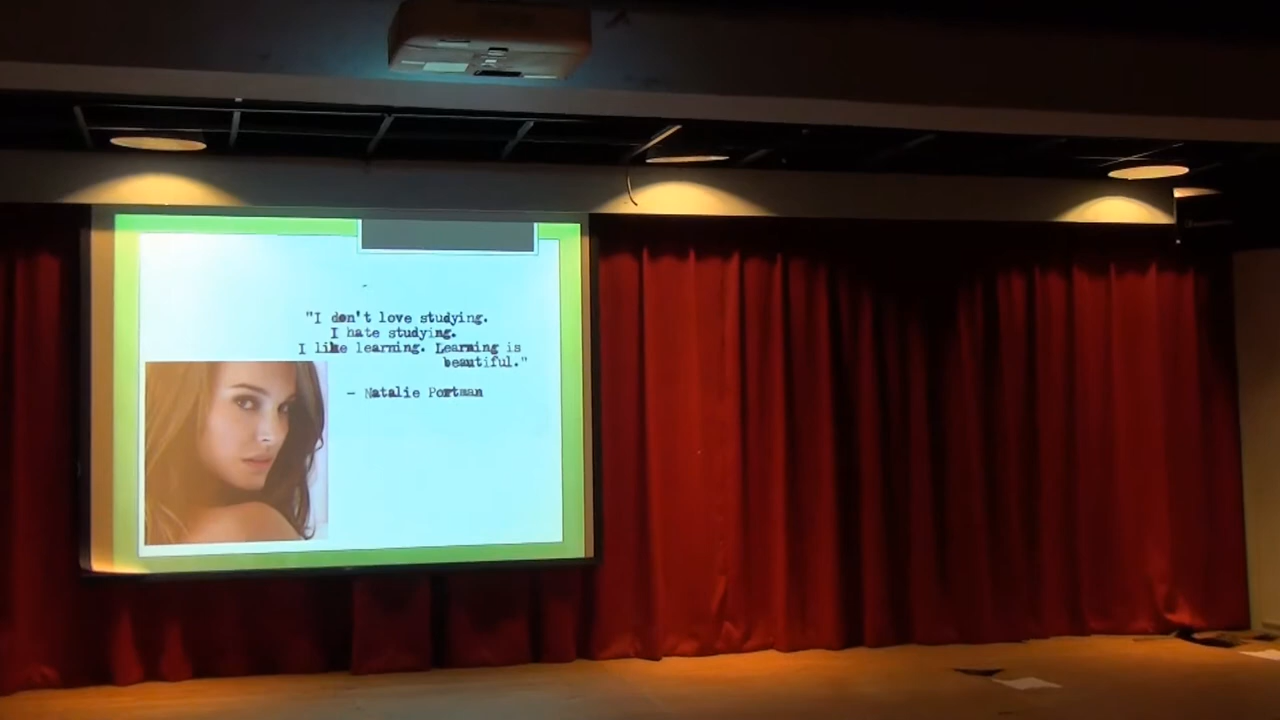 "I don't love studying.
I hate studying.
I like learning. Learning is
beautiful."
— Natalie Portman